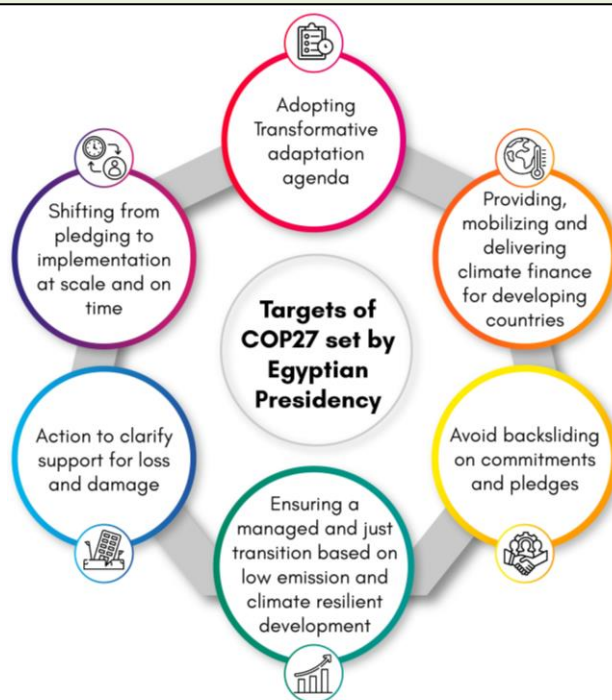 Adopting
Transformative
adaptation
agenda
Providing,
mobilizing and
delivering
climate finance
for developing
countries
Shifting from
pledging to
implementation
at scale and on
time
Targets of
COP27 set by
Egyptian
Presidency
Action to clarify
support for loss
and damage
Avoid backsliding
on commitments
and pledges
Ensuring a
managed and just
transition based on
low emission and
climate resilient
development